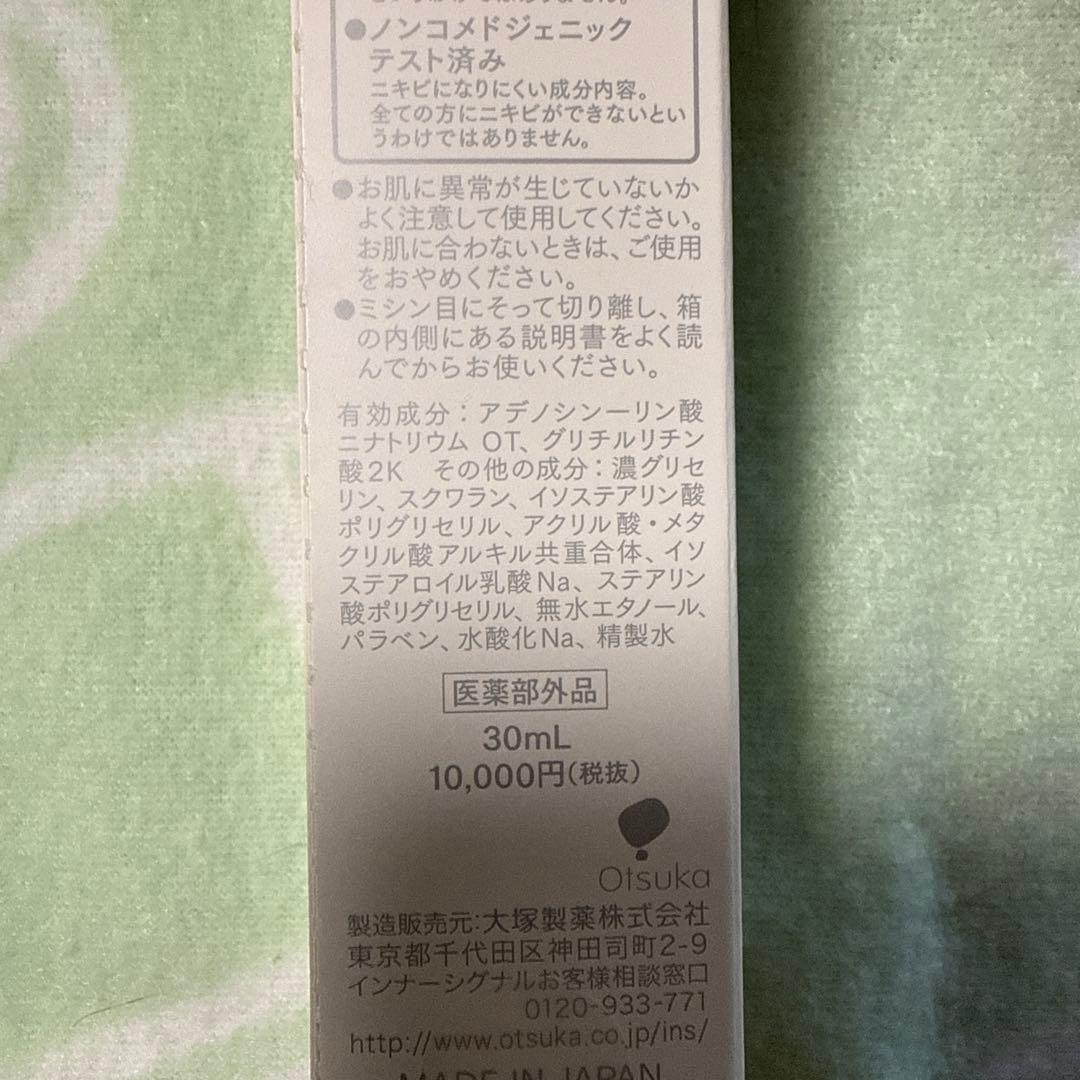 ●ノンコメドジェニック
テスト済み
ニキビになりにくい成分内容。
全ての方にニキビができないとい
うわけではありません。
●お肌に異常が生じていないか
よく注意して使用してください。
お肌に合わないときは、ご使用
をおやめください。
●ミシン目にそって切り離し、箱
の内側にある説明書をよく読
んでからお使いください。
有効成分：アデノシン一リン酸
二ナトリウム OT、グリチルリチン
酸2K その他の成分：濃グリセ
リン、スクワラン、イソステアリン酸
ポリグリセリル、アクリル酸・メタ
クリル酸アルキル共重合体、イソ
ステアロイル乳酸Na、ステアリン
酸ポリグリセリル、無水エタノール、
パラベン、水酸化Na、精製水
医薬部外品
30mL
10,000円(税抜)
Otsuka
製造販売元:大塚製薬株式会社
東京都千代田区神田司町2-9
インナーシグナルお客様相談窓口
0120-933-771
http://www.otsuka.co.jp/ins/
MADE IN JAPAN